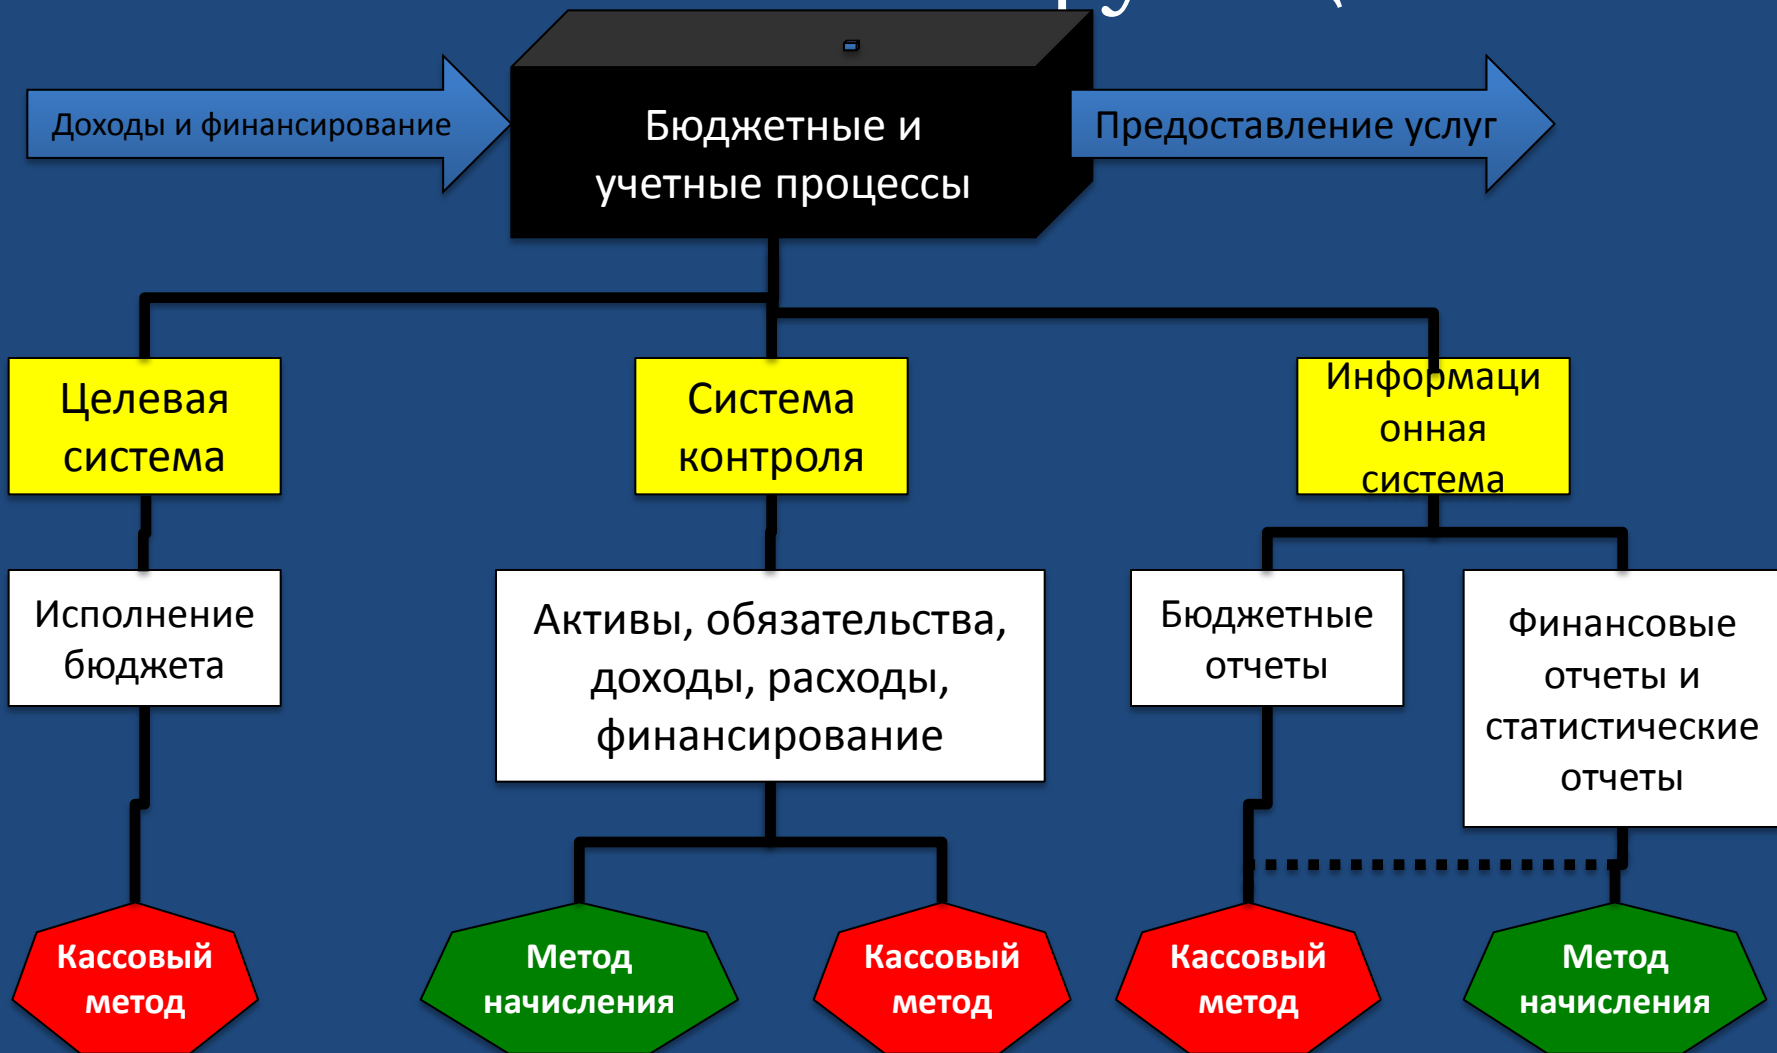 Доходы и финансирование
Бюджетные и
учетные процессы
Предоставление услуг
Целевая
система
Система
контроля
Информаци
онная
система
Исполнение
бюджета
Активы, обязательства,
доходы, расходы,
финансирование
Бюджетные
отчеты
Финансовые
отчеты и
статистические
отчеты
Кассовый
метод
Метод
начисления
Кассовый
метод
Кассовый
метод
Метод
начисления